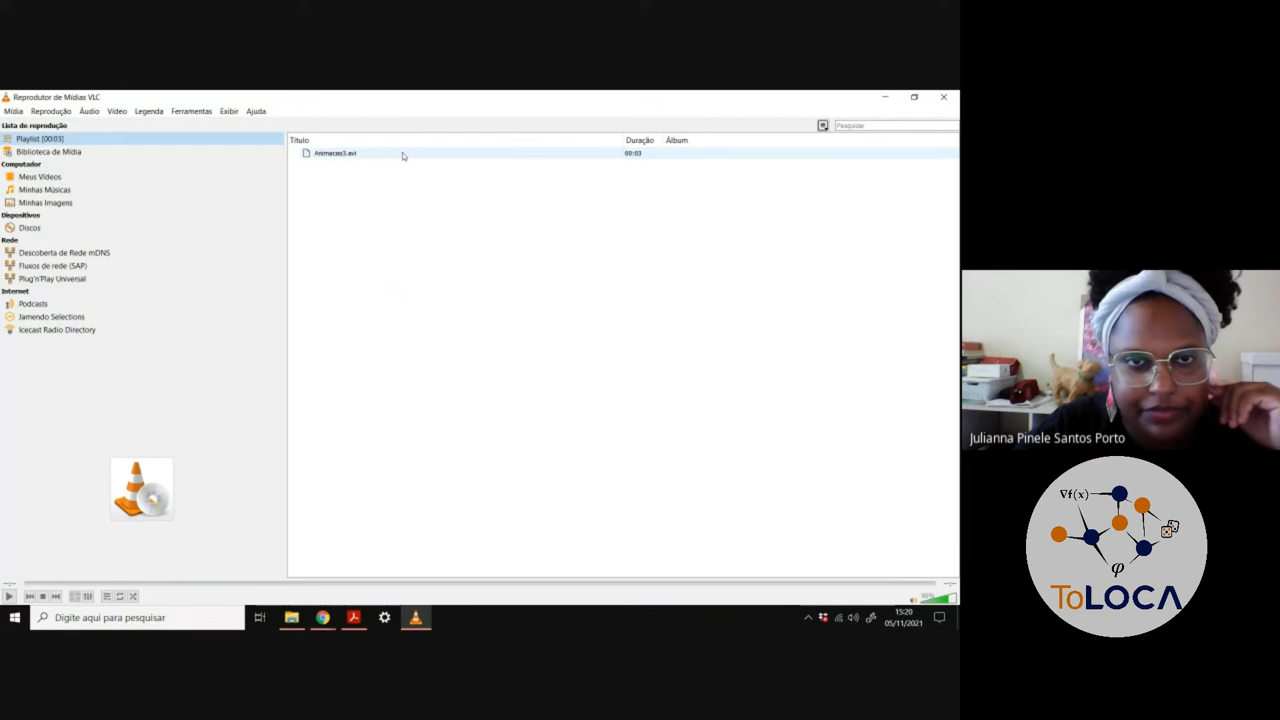 Reprodutor de Mídias VLC
Mídia Reprodução Áudio Vídeo Legenda Ferramentas Exibir Ajuda
Lista de reprodução
Pesquisar
Playlist [00:03]
Biblioteca de Mídia
Computador
Meus Vídeos
Minhas Músicas
Minhas Imagens
Dispositivos
Discos
Rede
Descoberta de Rede mDNS
Fluxos de rede (SAP)
Plug'n'Play Universal
Internet
Podcasts
Jamendo Selections
Icecast Radio Directory
Título Duração Álbum
Animacao3.avi 00:03
--:--
--:--
95%
Digite aqui para pesquisar
15:20
05/11/2021
Julianna Pinele Santos Porto
∇f(x)
φ
ToLOCA